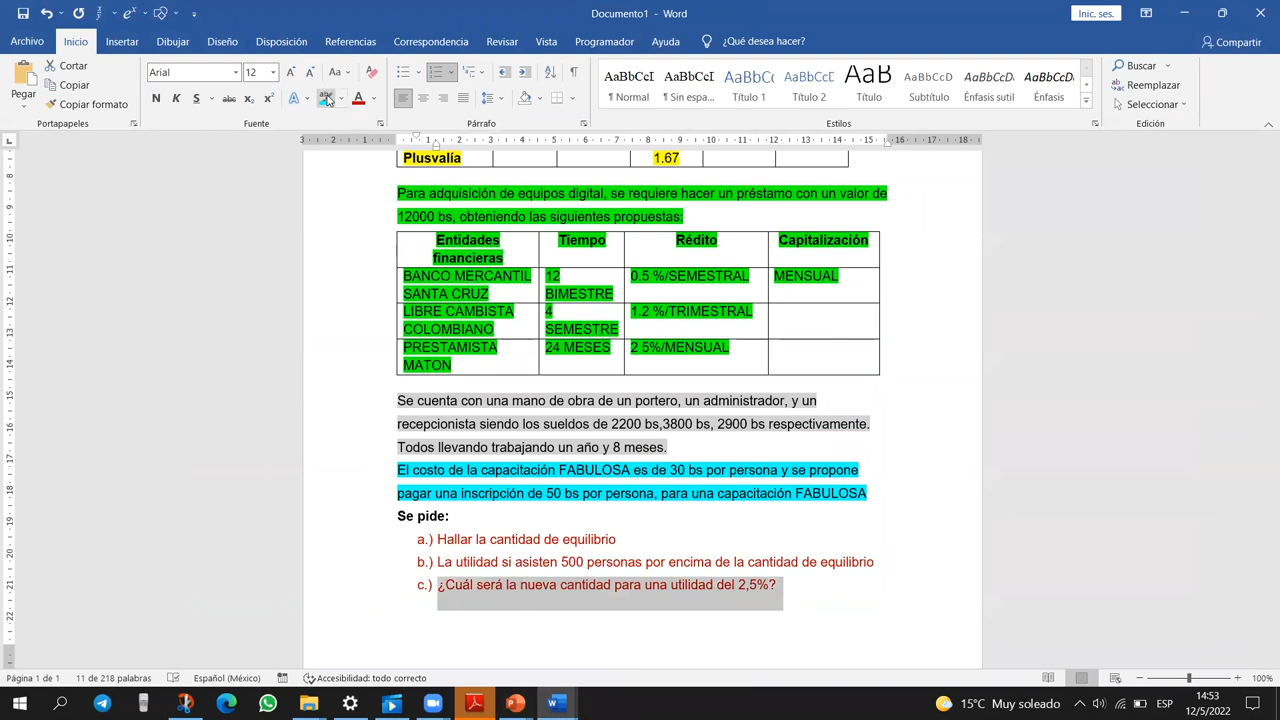 Documento1 - Word
Inic. ses.
Archivo Inicio Insertar Dibujar Diseño Disposición Referencias Correspondencia Revisar Vista Programador Ayuda ¿Qué desea hacer? Compartir
Pegar
Cortar
Copiar
Copiar formato
Portapapeles
Arial 12
Fuente
Párrafo
AaBbCcI AaBbCcI AaBbCc AaBbCcI AaB AaBbCcD AaBbCcDa AaBbCcDa
¶ Normal ¶ Sin espa... Título 1 Título 2 Título Subtítulo Énfasis sutil Énfasis
Estilos
Buscar
Reemplazar
Seleccionar
Edición
Plusvalía 1.67
Para adquisición de equipos digital, se requiere hacer un préstamo con un valor de
12000 bs, obteniendo las siguientes propuestas:
Entidades financieras Tiempo Rédito Capitalización
BANCO MERCANTIL SANTA CRUZ 12 BIMESTRE 0.5 %/SEMESTRAL MENSUAL
LIBRE CAMBISTA COLOMBIANO 4 SEMESTRE 1.2 %/TRIMESTRAL
PRESTAMISTA MATON 24 MESES 2 5%/MENSUAL
Se cuenta con una mano de obra de un portero, un administrador, y un
recepcionista siendo los sueldos de 2200 bs,3800 bs, 2900 bs respectivamente.
Todos llevando trabajando un año y 8 meses.
El costo de la capacitación FABULOSA es de 30 bs por persona y se propone
pagar una inscripción de 50 bs por persona, para una capacitación FABULOSA
Se pide:
a.) Hallar la cantidad de equilibrio
b.) La utilidad si asisten 500 personas por encima de la cantidad de equilibrio
c.) ¿Cuál será la nueva cantidad para una utilidad del 2,5%?
Página 1 de 1 11 de 218 palabras Español (México) Accesibilidad: todo correcto 100%
15°C Muy soleado ESP 14:53
12/5/2022